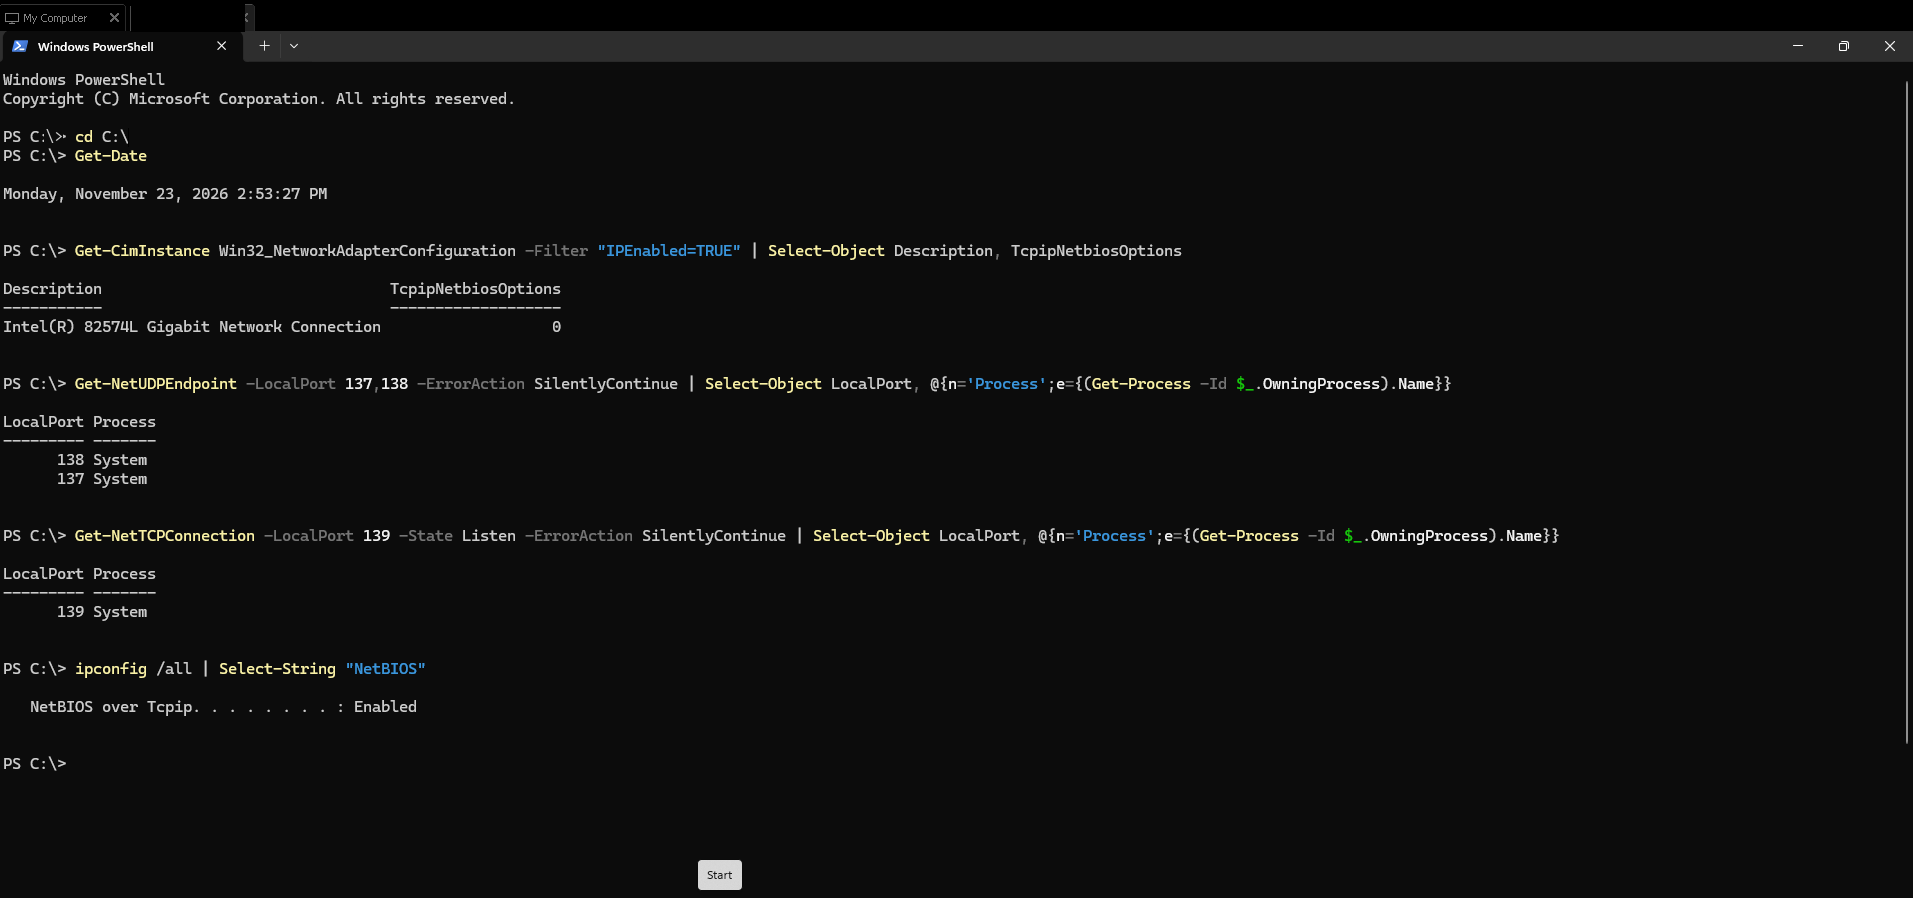 My Computer
Windows PowerShell
Windows PowerShell
Copyright (C) Microsoft Corporation. All rights reserved.
PS C:\> cd C:\
PS C:\> Get-Date
Monday, November 23, 2026 2:53:27 PM
PS C:\> Get-CimInstance Win32_NetworkAdapterConfiguration -Filter "IPEnabled=TRUE" | Select-Object Description, TcpipNetbiosOptions
Description                                TcpipNetbiosOptions
-----------                                -------------------
Intel(R) 82574L Gigabit Network Connection                   0
PS C:\> Get-NetUDPEndpoint -LocalPort 137,138 -ErrorAction SilentlyContinue | Select-Object LocalPort, @{n='Process';e={(Get-Process -Id $_.OwningProcess).Name}}
LocalPort Process
--------- -------
      138 System
      137 System
PS C:\> Get-NetTCPConnection -LocalPort 139 -State Listen -ErrorAction SilentlyContinue | Select-Object LocalPort, @{n='Process';e={(Get-Process -Id $_.OwningProcess).Name}}
LocalPort Process
--------- -------
      139 System
PS C:\> ipconfig /all | Select-String "NetBIOS"
   NetBIOS over Tcpip. . . . . . . . : Enabled
PS C:\>
Start